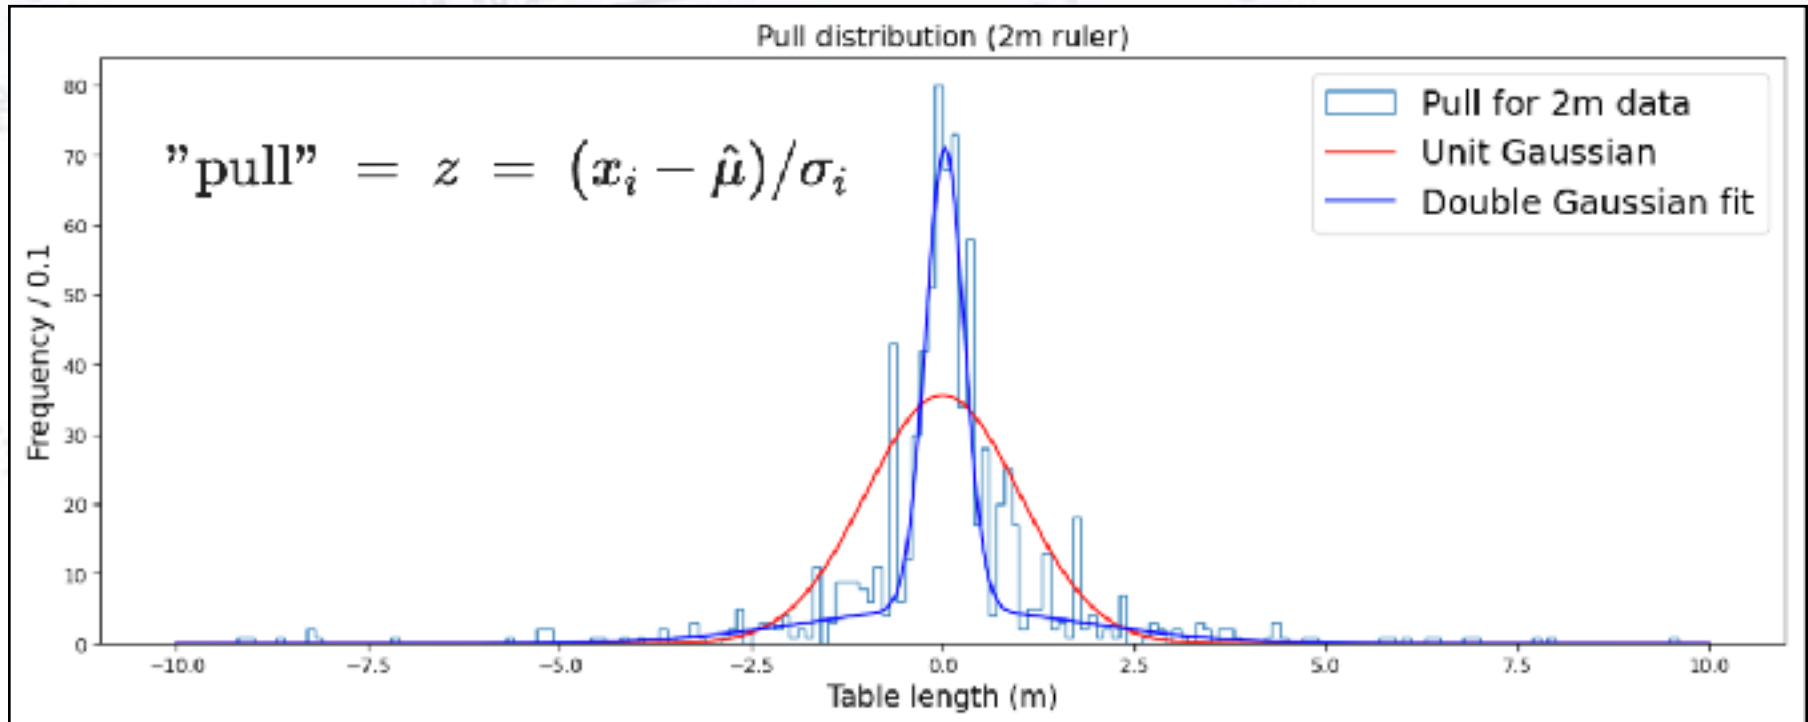 Pull distribution (2m ruler)
"pull" = z = (xᵢ − μ̂)/σᵢ
Pull for 2m data
Unit Gaussian
Double Gaussian fit
Frequency / 0.1
80
70
60
50
40
30
20
10
0
−10.0 −7.5 −5.0 −2.5 0.0 2.5 5.0 7.5 10.0
Table length (m)